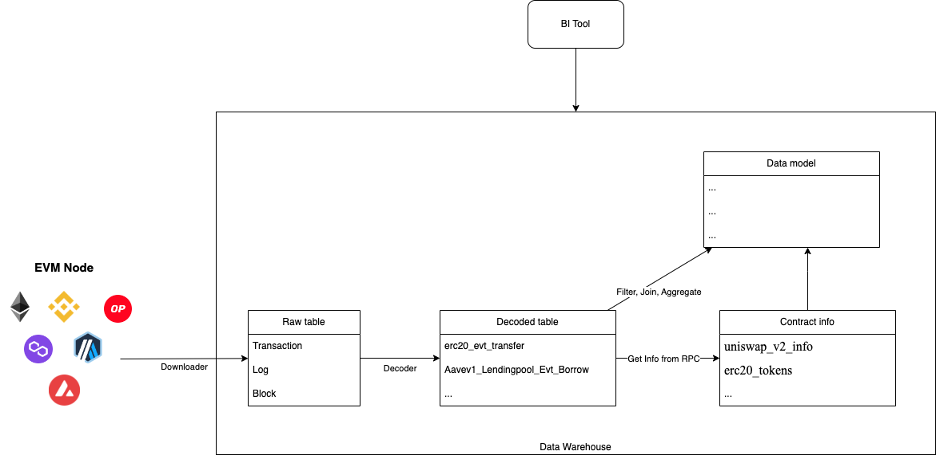 BI Tool
Data model
...
...
...
EVM Node
OP
Filter, Join, Aggregate
Raw table
Transaction
Log
Block
Decoded table
erc20_evt_transfer
Aavev1_Lendingpool_Evt_Borrow
...
Contract info
uniswap_v2_info
erc20_tokens
...
Downloader
Decoder
Get Info from RPC
Data Warehouse